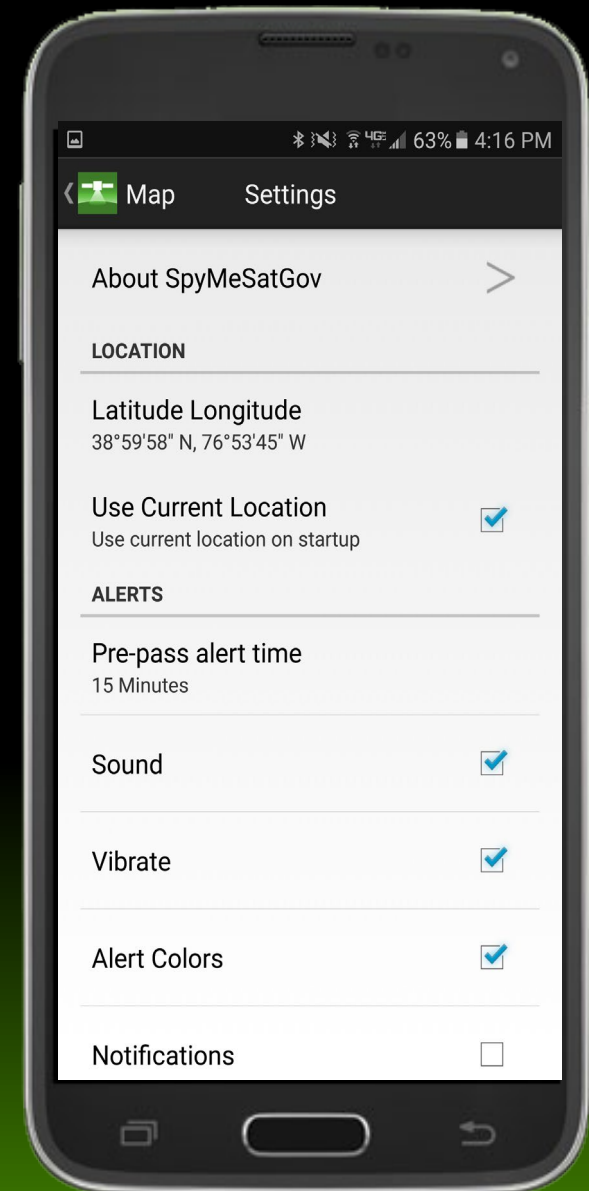 4G 63% 4:16 PM
Map Settings
About SpyMeSatGov
LOCATION
Latitude Longitude
38°59'58" N, 76°53'45" W
Use Current Location
Use current location on startup
ALERTS
Pre-pass alert time
15 Minutes
Sound
Vibrate
Alert Colors
Notifications